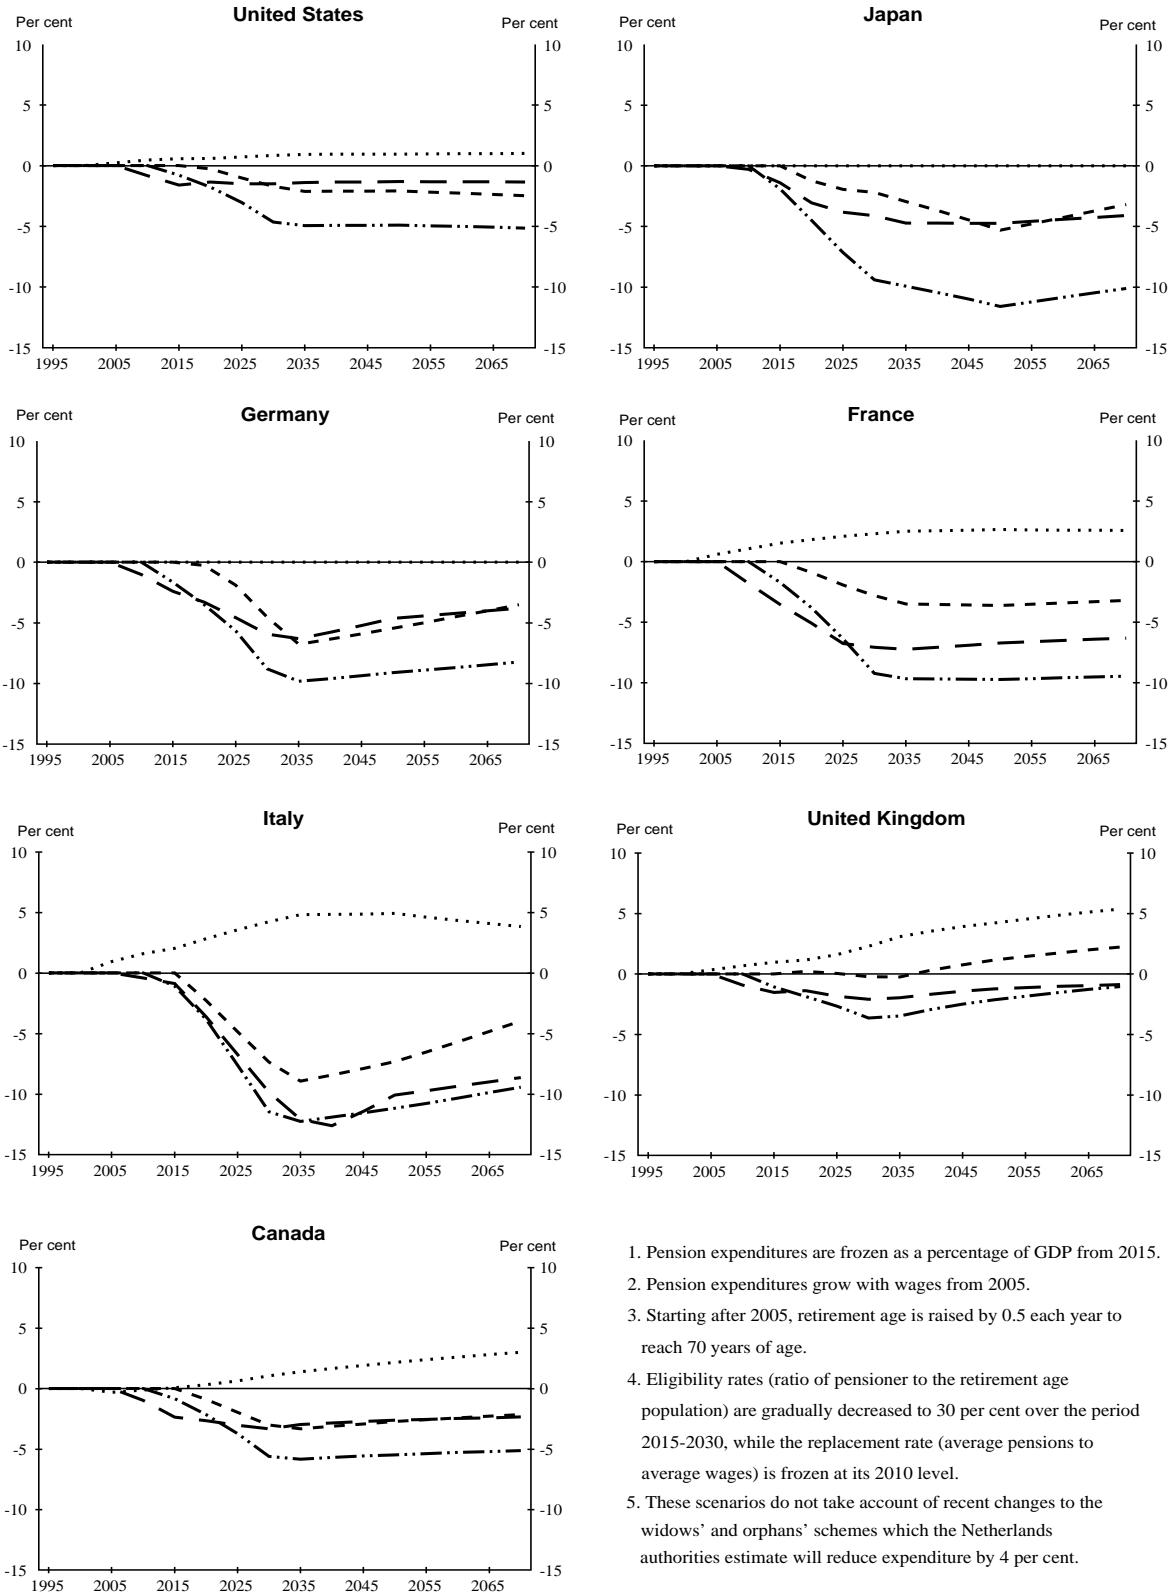 United States
Per cent Per cent
10 10
5 5
0 0
-5 -5
-10 -10
-15 -15
1995 2005 2015 2025 2035 2045 2055 2065
Japan
Per cent Per cent
10 10
5 5
0 0
-5 -5
-10 -10
-15 -15
1995 2005 2015 2025 2035 2045 2055 2065
Germany
Per cent Per cent
10 10
5 5
0 0
-5 -5
-10 -10
-15 -15
1995 2005 2015 2025 2035 2045 2055 2065
France
Per cent Per cent
10 10
5 5
0 0
-5 -5
-10 -10
-15 -15
1995 2005 2015 2025 2035 2045 2055 2065
Italy
Per cent Per cent
10 10
5 5
0 0
-5 -5
-10 -10
-15 -15
1995 2005 2015 2025 2035 2045 2055 2065
United Kingdom
Per cent Per cent
10 10
5 5
0 0
-5 -5
-10 -10
-15 -15
1995 2005 2015 2025 2035 2045 2055 2065
Canada
Per cent Per cent
10 10
5 5
0 0
-5 -5
-10 -10
-15 -15
1995 2005 2015 2025 2035 2045 2055 2065
1. Pension expenditures are frozen as a percentage of GDP from 2015.
2. Pension expenditures grow with wages from 2005.
3. Starting after 2005, retirement age is raised by 0.5 each year to
reach 70 years of age.
4. Eligibility rates (ratio of pensioner to the retirement age
population) are gradually decreased to 30 per cent over the period
2015-2030, while the replacement rate (average pensions to
average wages) is frozen at its 2010 level.
5. These scenarios do not take account of recent changes to the
widows’ and orphans’ schemes which the Netherlands
authorities estimate will reduce expenditure by 4 per cent.